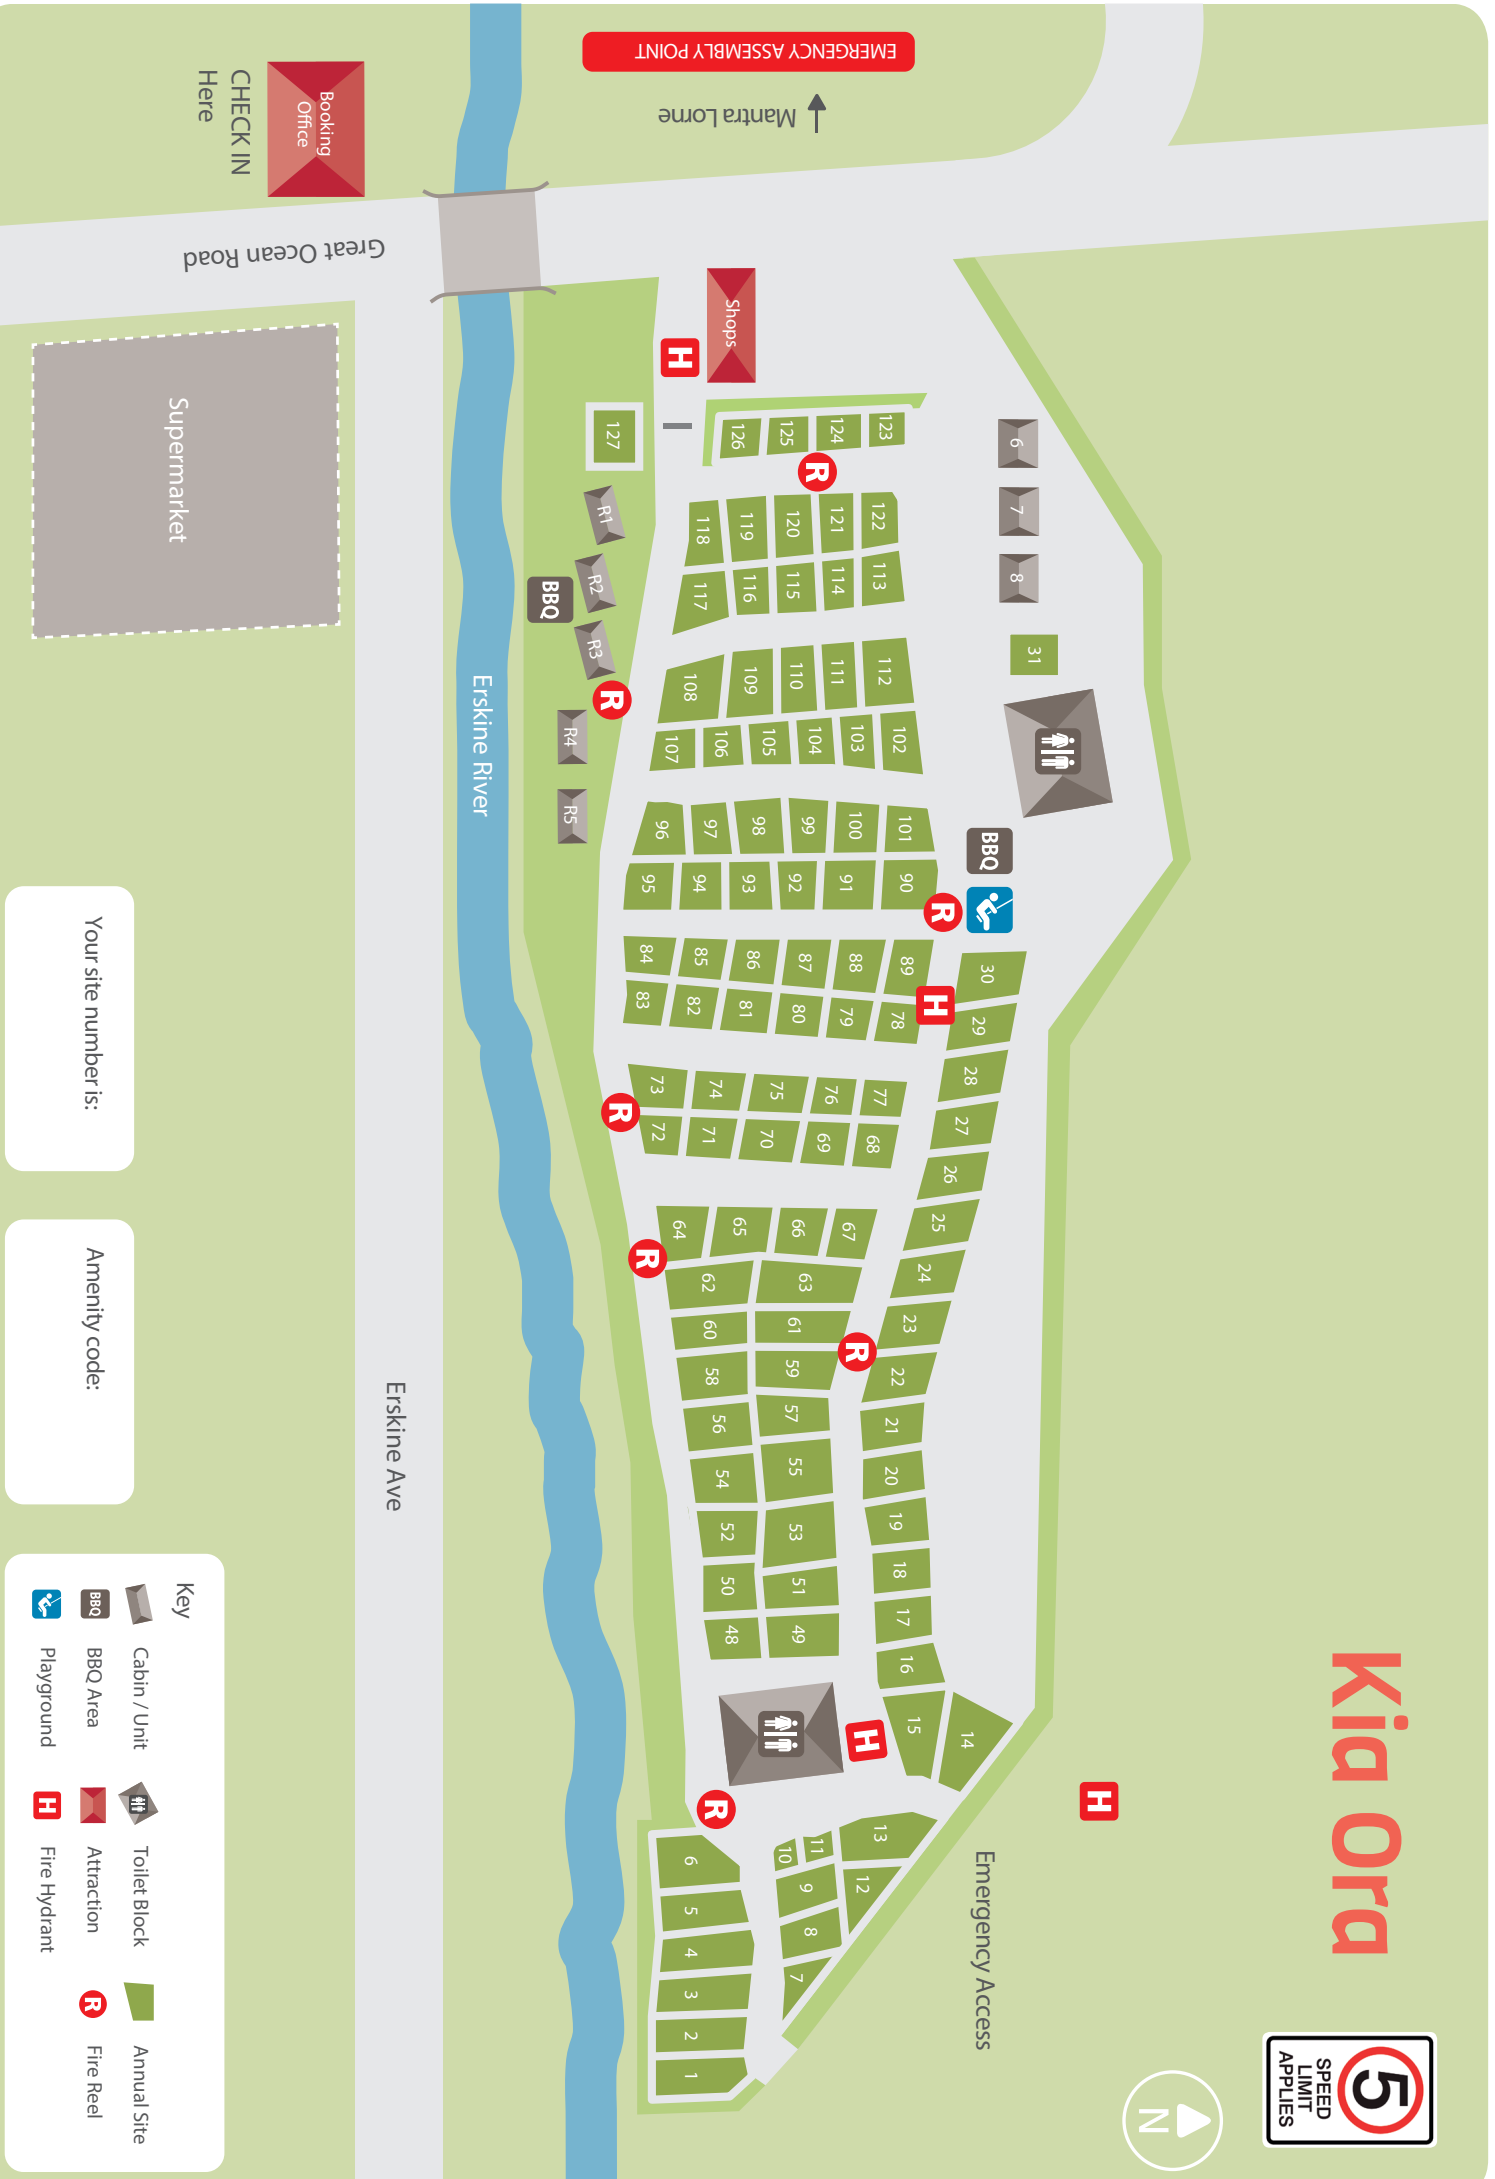 Kia Ora
5
SPEED
LIMIT
APPLIES
N
EMERGENCY ASSEMBLY POINT
Mantra Lorne
CHECK IN
Here
Booking
Office
Great Ocean Road
Supermarket
Shops
H
Erskine River
Erskine Ave
Emergency Access
H
6
7
8
31
BBQ
R
H
30
29
28
27
26
25
24
23
22
21
20
19
18
17
16
15
14
H
123
124
125
126
127
R
122
121
120
119
118
113
114
115
116
117
112
111
110
109
108
102
103
104
105
106
107
101
100
99
98
97
96
90
91
92
93
94
95
89
88
87
86
85
84
78
79
80
81
82
83
77
76
75
74
73
68
69
70
71
72
R
67
66
65
64
R
63
62
61
60
R
59
58
57
56
55
54
53
52
51
50
49
48
R1
R2
R3
R4
R5
BBQ
R
R
13
12
11
10
9
8
7
6
5
4
3
2
1
Your site number is:
Amenity code:
Key
Cabin / Unit
Toilet Block
Annual Site
BBQ
BBQ Area
Attraction
R
Fire Reel
Playground
H
Fire Hydrant